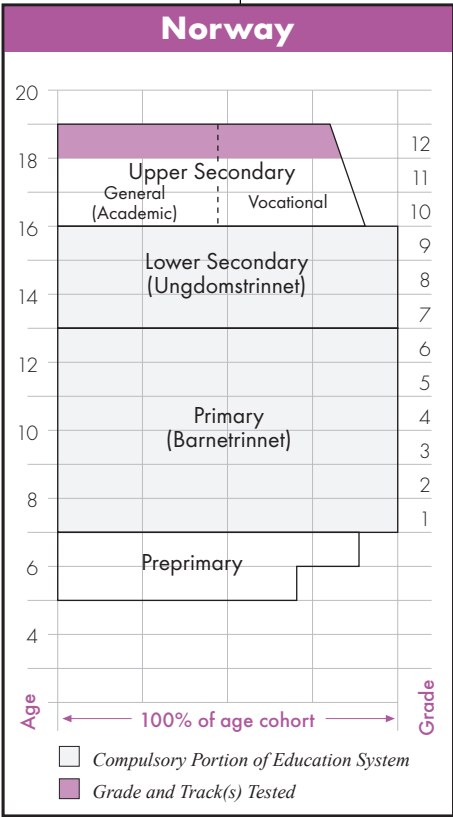 Norway
20
18
16
14
12
10
8
6
4
12
11
10
9
8
7
6
5
4
3
2
1
Upper Secondary
General
(Academic)
Vocational
Lower Secondary
(Ungdomstrinnet)
Primary
(Barnetrinnet)
Preprimary
Age
100% of age cohort
Grade
Compulsory Portion of Education System
Grade and Track(s) Tested